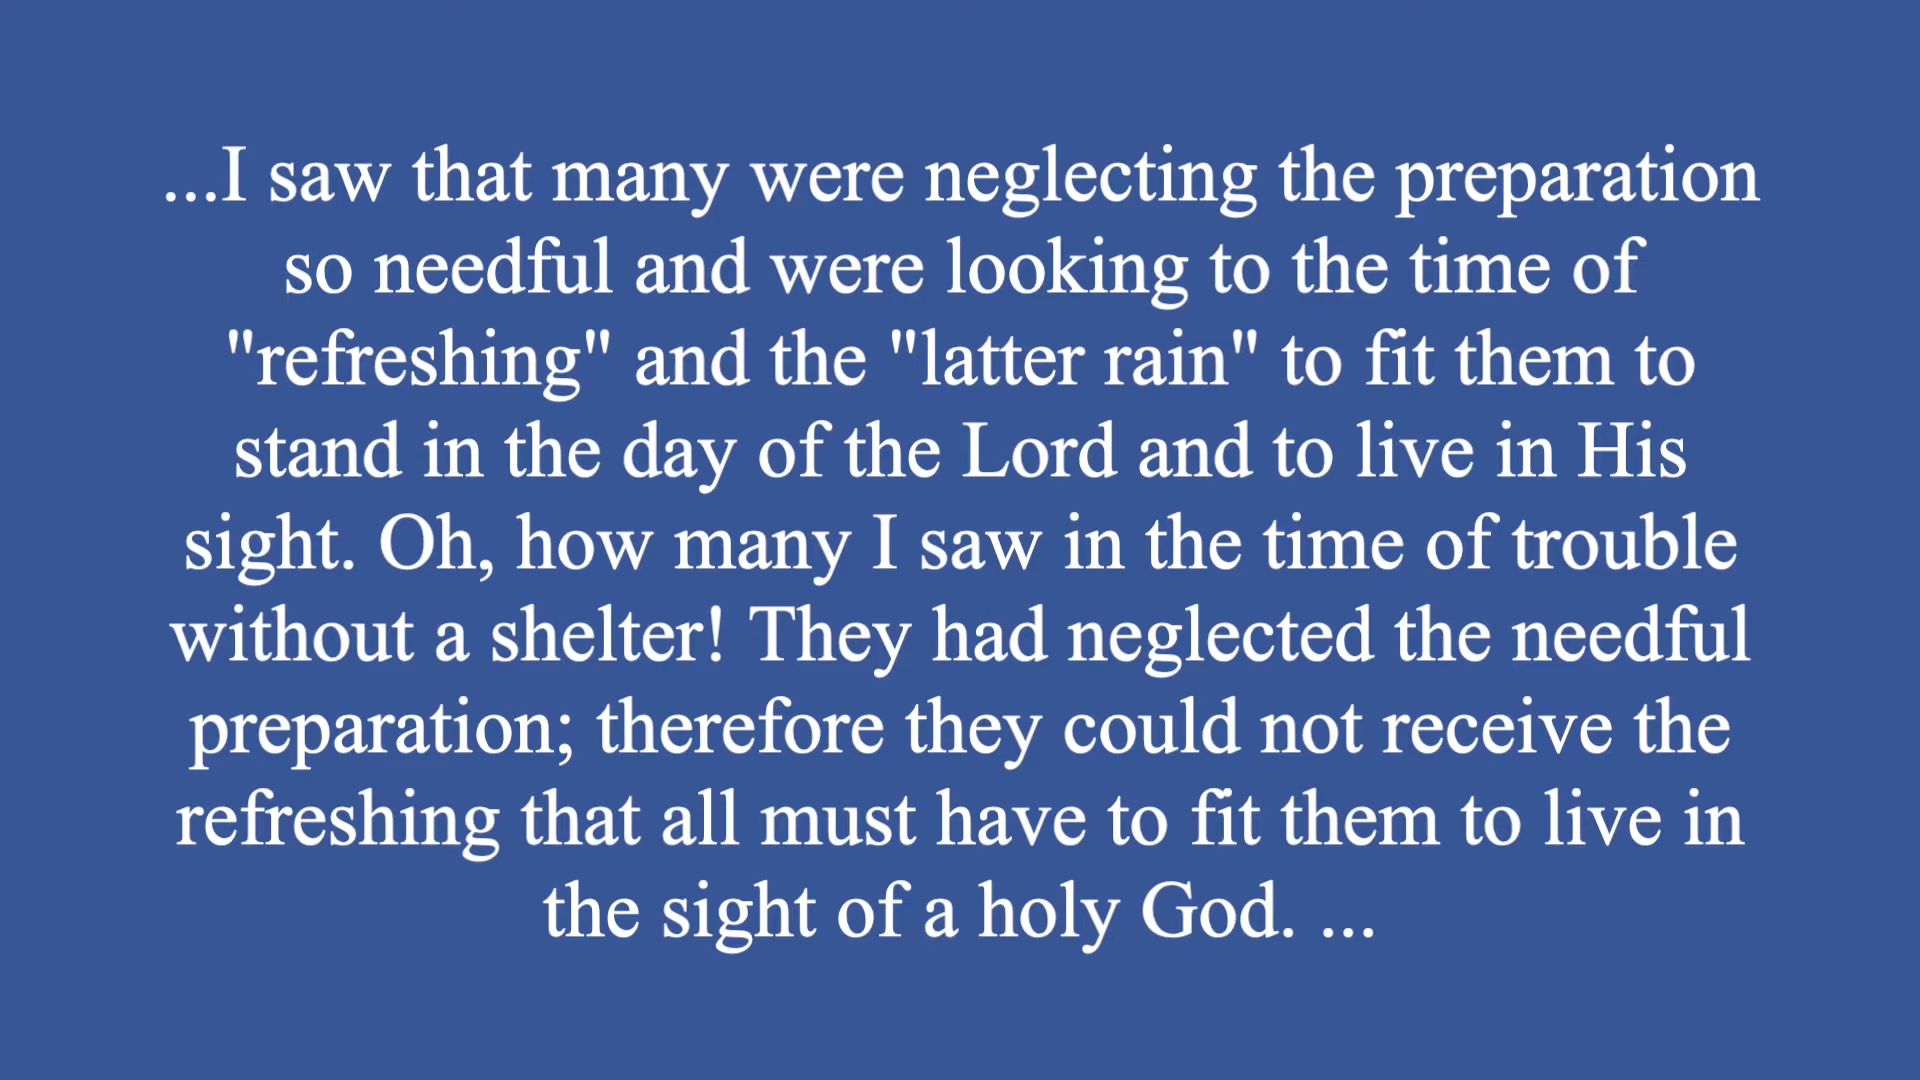 ...I saw that many were neglecting the preparation
so needful and were looking to the time of
"refreshing" and the "latter rain" to fit them to
stand in the day of the Lord and to live in His
sight. Oh, how many I saw in the time of trouble
without a shelter! They had neglected the needful
preparation; therefore they could not receive the
refreshing that all must have to fit them to live in
the sight of a holy God. ...